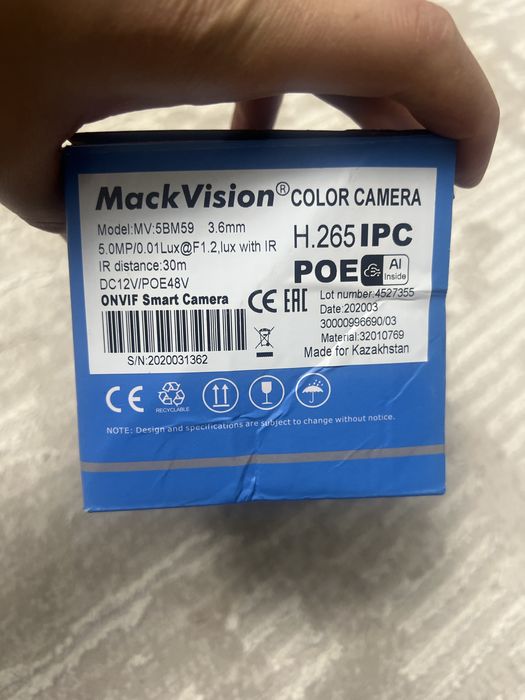 MackVision® COLOR CAMERA
Model:MV:5BM59 3.6mm
5.0MP/0.01Lux@F1.2,lux with IR
IR distance:30m
DC12V/POE48V
ONVIF Smart Camera
S/N:2020031362
H.265 IPC
POE AI Inside
CE EAC
Lot number:4527355
Date:202003
30000996690/03
Material:32010769
Made for Kazakhstan
CE
RECYCLABLE
NOTE: Design and specifications are subject to change without notice.